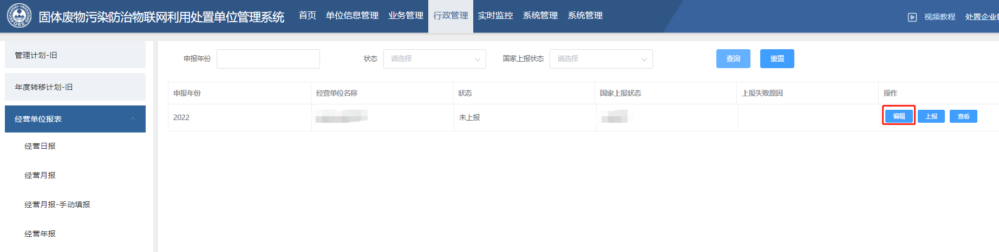 固体废物污染防治物联网利用处置单位管理系统 首页 单位信息管理 业务管理 行政管理 实时监控 系统管理 系统管理 视频教程 处置企业
管理计划-旧
年度转移计划-旧
经营单位报表
经营日报
经营月报
经营月报-手动填报
经营年报
申报年份 状态 请选择 国家上报状态 请选择 查询 重置
申报年份 经营单位名称 状态 国家上报状态 上报失败原因 操作
2022 未上报 编辑 上报 查看